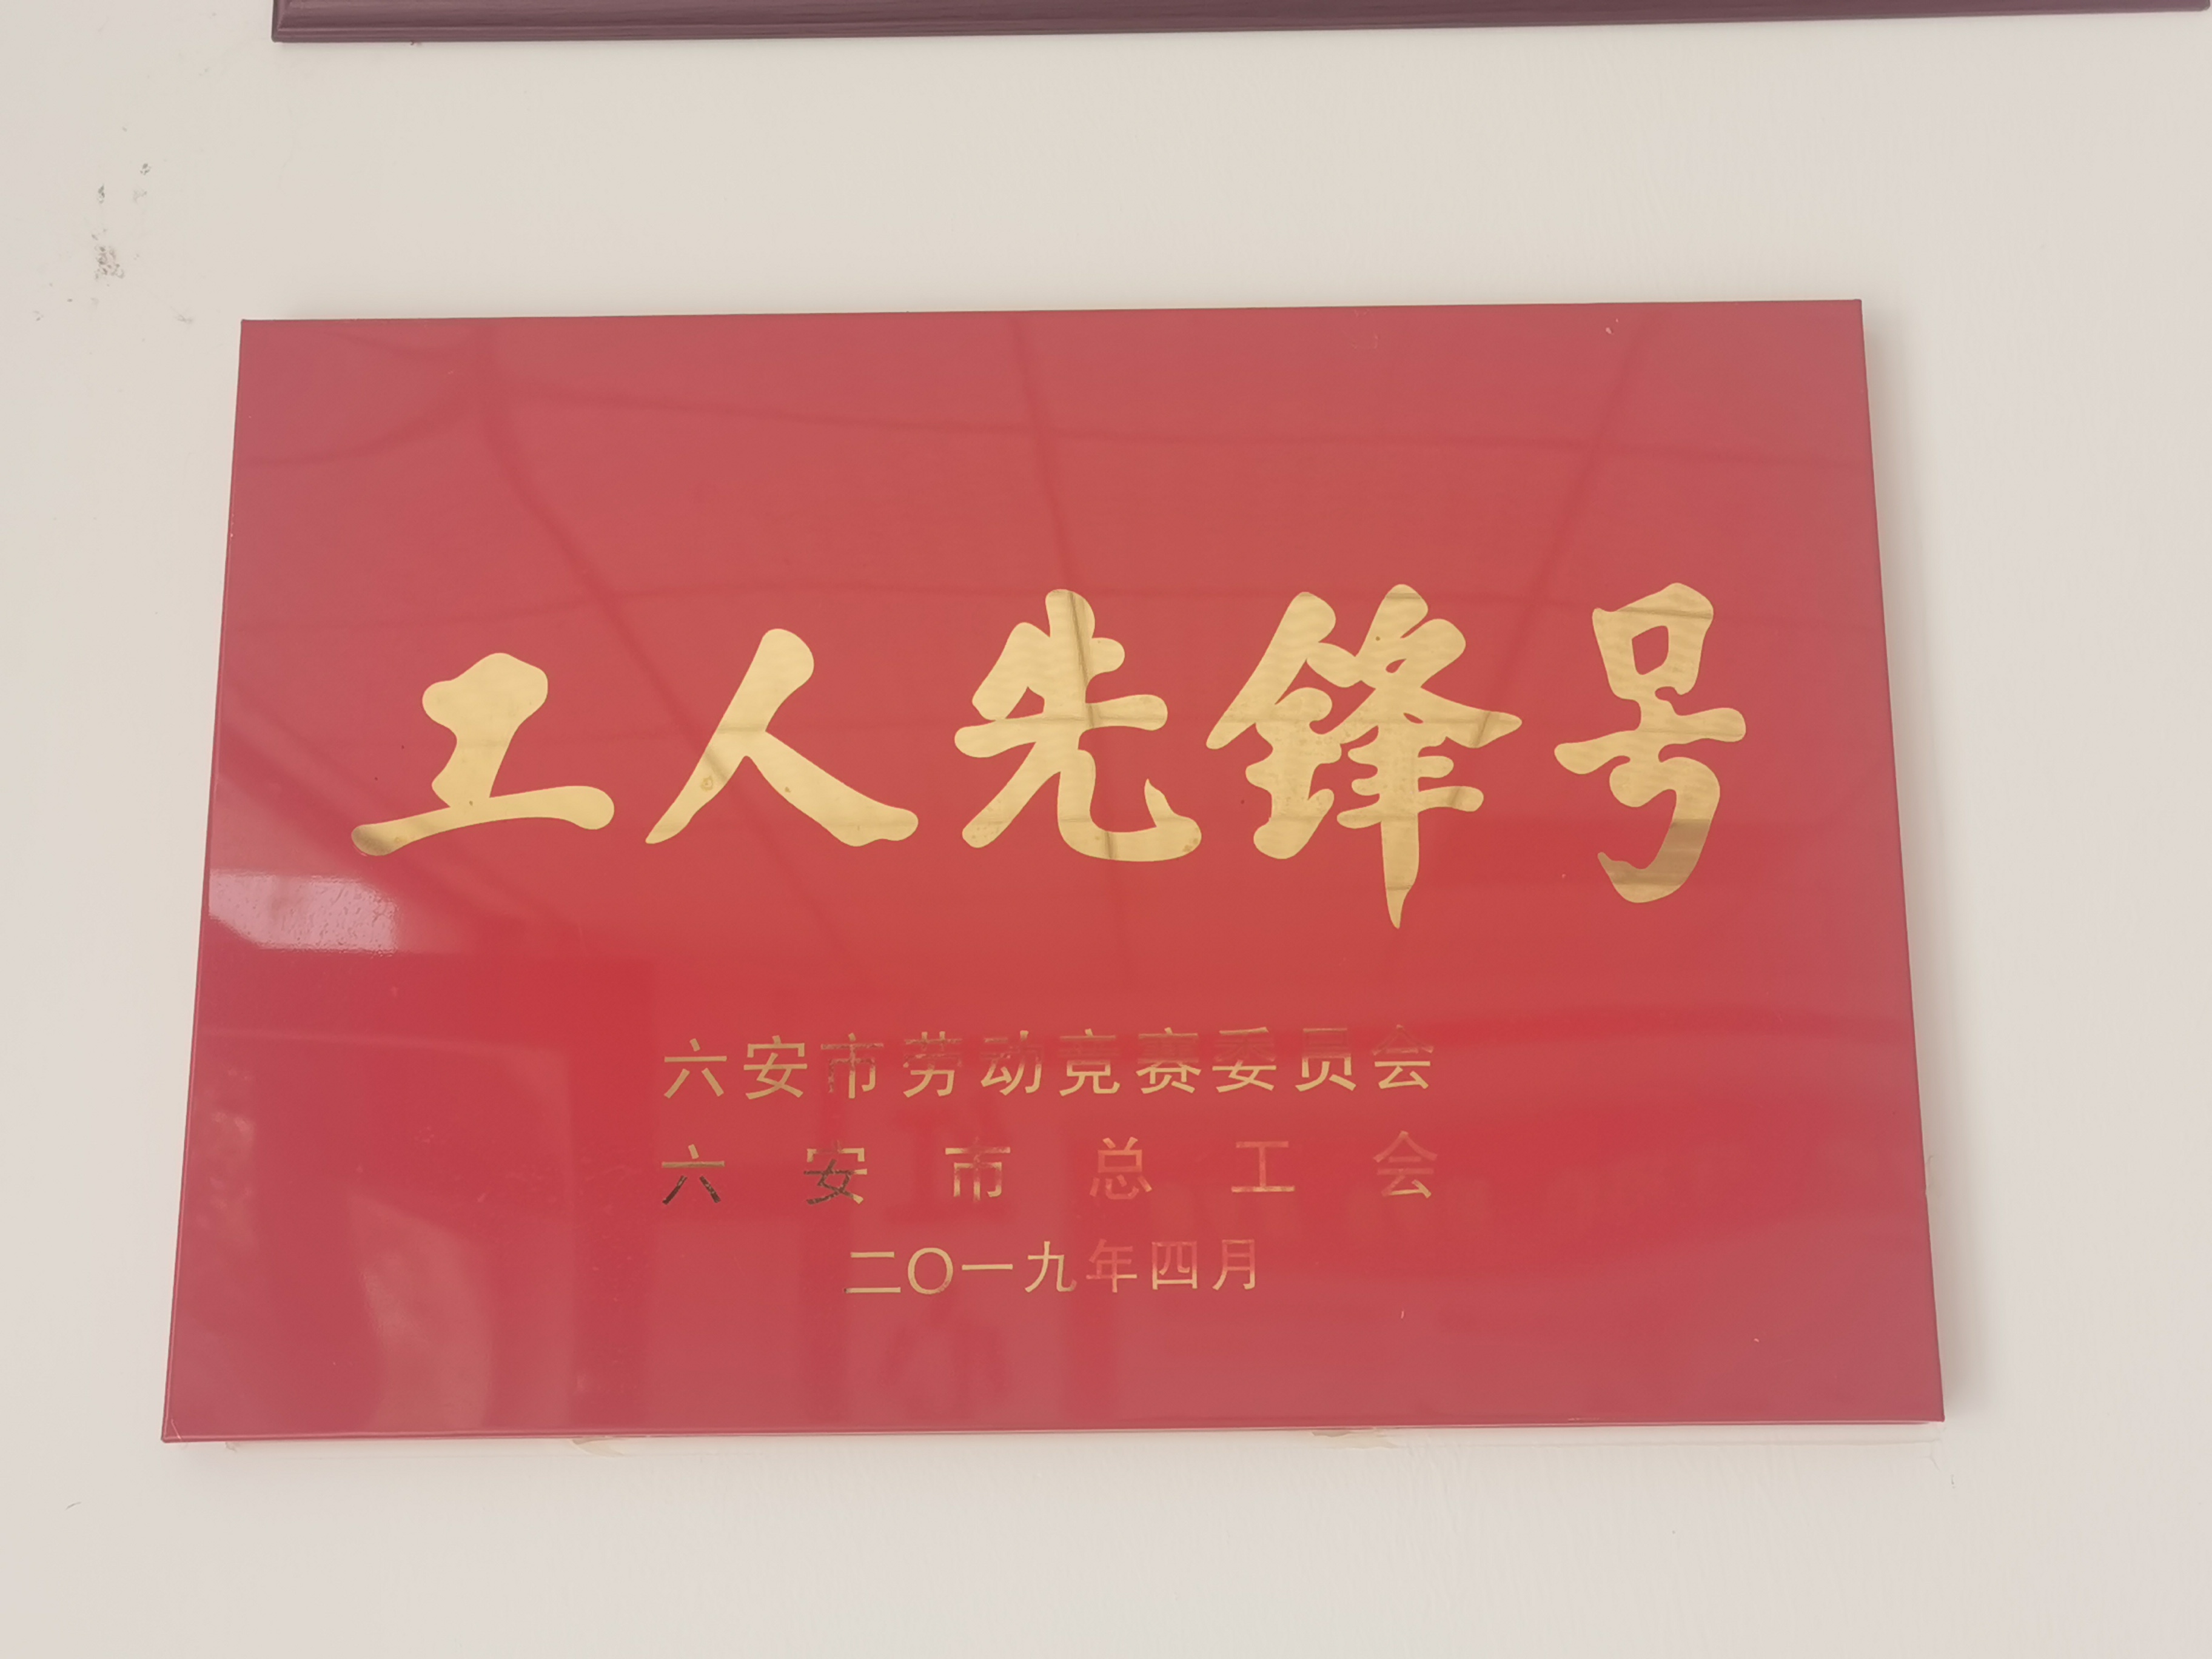 工人先锋号
六安市劳动竞赛委员会
六安市总工会
二〇一九年四月